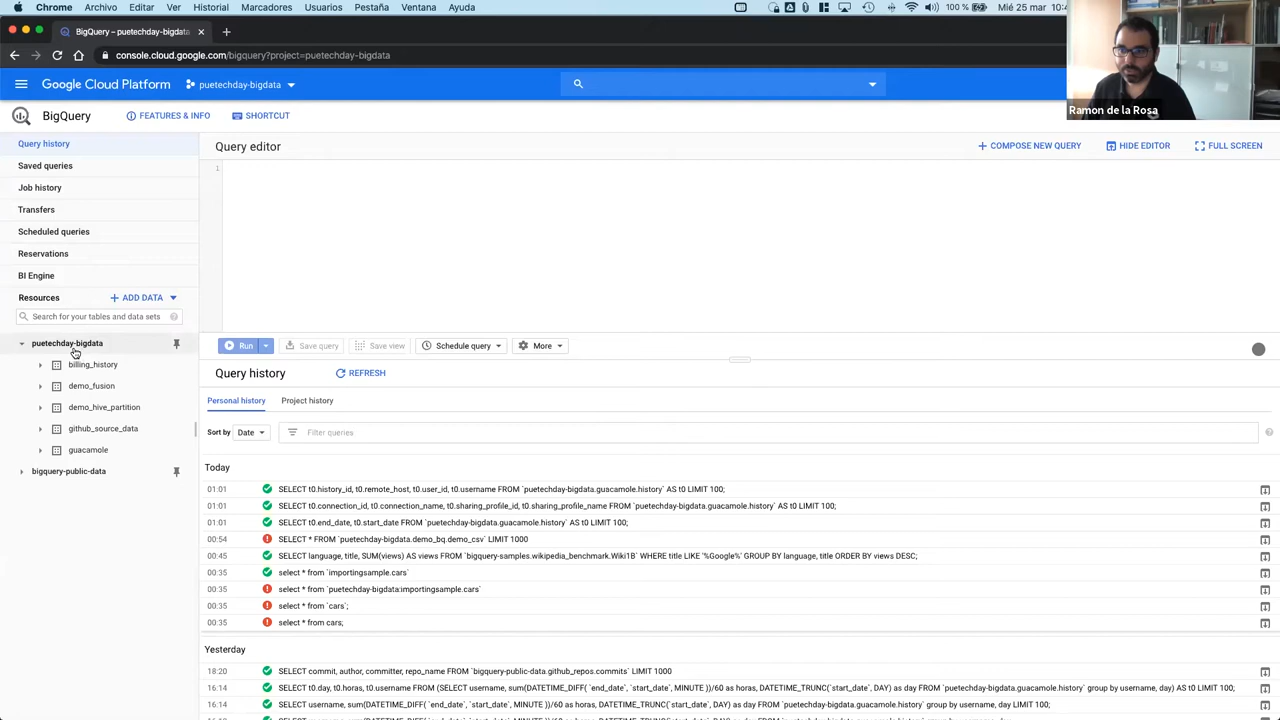 Chrome Archivo Editar Ver Historial Marcadores Usuarios Pestaña Ventana Ayuda 100 % Mié 25 mar 10:4
BigQuery – puetechday-bigdata
console.cloud.google.com/bigquery?project=puetechday-bigdata
Google Cloud Platform puetechday-bigdata
Ramon de la Rosa
BigQuery FEATURES & INFO SHORTCUT
Query history
Saved queries
Job history
Transfers
Scheduled queries
Reservations
BI Engine
Resources + ADD DATA
Search for your tables and data sets
puetechday-bigdata
billing_history
demo_fusion
demo_hive_partition
github_source_data
guacamole
bigquery-public-data
Query editor + COMPOSE NEW QUERY HIDE EDITOR FULL SCREEN
1
Run Save query Save view Schedule query More
Query history REFRESH
Personal history Project history
Sort by Date Filter queries
Today
01:01 SELECT t0.history_id, t0.remote_host, t0.user_id, t0.username FROM `puetechday-bigdata.guacamole.history` AS t0 LIMIT 100;
01:01 SELECT t0.connection_id, t0.connection_name, t0.sharing_profile_id, t0.sharing_profile_name FROM `puetechday-bigdata.guacamole.history` AS t0 LIMIT 100;
01:01 SELECT t0.end_date, t0.start_date FROM `puetechday-bigdata.guacamole.history` AS t0 LIMIT 100;
00:54 SELECT * FROM `puetechday-bigdata.demo_bq.demo_csv` LIMIT 1000
00:45 SELECT language, title, SUM(views) AS views FROM `bigquery-samples.wikipedia_benchmark.Wiki1B` WHERE title LIKE '%Google%' GROUP BY language, title ORDER BY views DESC;
00:35 select * from `importingsample.cars`
00:35 select * from `puetechday-bigdata:importingsample.cars`
00:35 select * from `cars`;
00:35 select * from cars;
Yesterday
18:20 SELECT commit, author, committer, repo_name FROM `bigquery-public-data.github_repos.commits` LIMIT 1000
16:14 SELECT t0.day, t0.horas, t0.username FROM (SELECT username, sum(DATETIME_DIFF( `end_date`, `start_date`, MINUTE ))/60 as horas, DATETIME_TRUNC(`start_date`, DAY) as day FROM `puetechday-bigdata.guacamole.history` group by username, day) AS t0 LIMIT 100;
16:14 SELECT username, sum(DATETIME_DIFF( `end_date`, `start_date`, MINUTE ))/60 as horas, DATETIME_TRUNC(`start_date`, DAY) as day FROM `puetechday-bigdata.guacamole.history` group by username, day LIMIT 100;